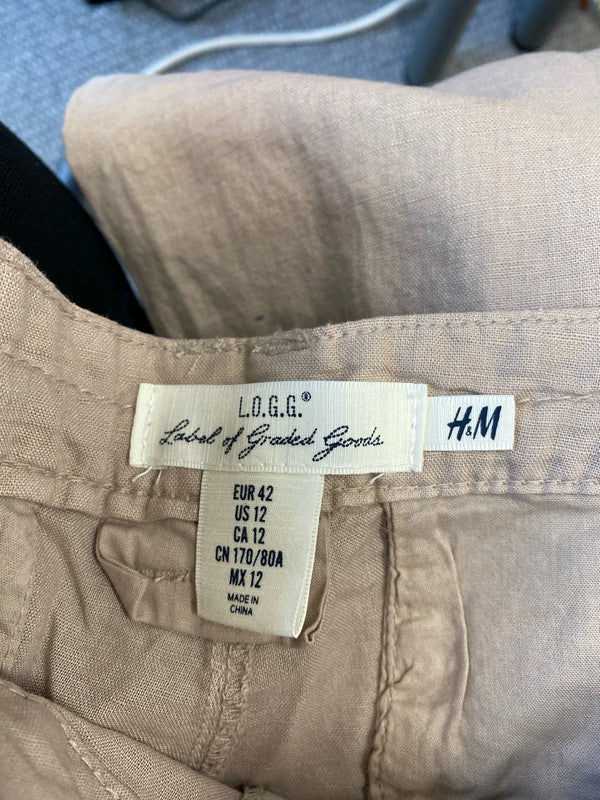 L.O.G.G.®
Label of Graded Goods
H&M
EUR 42
US 12
CA 12
CN 170/80A
MX 12
MADE IN
CHINA